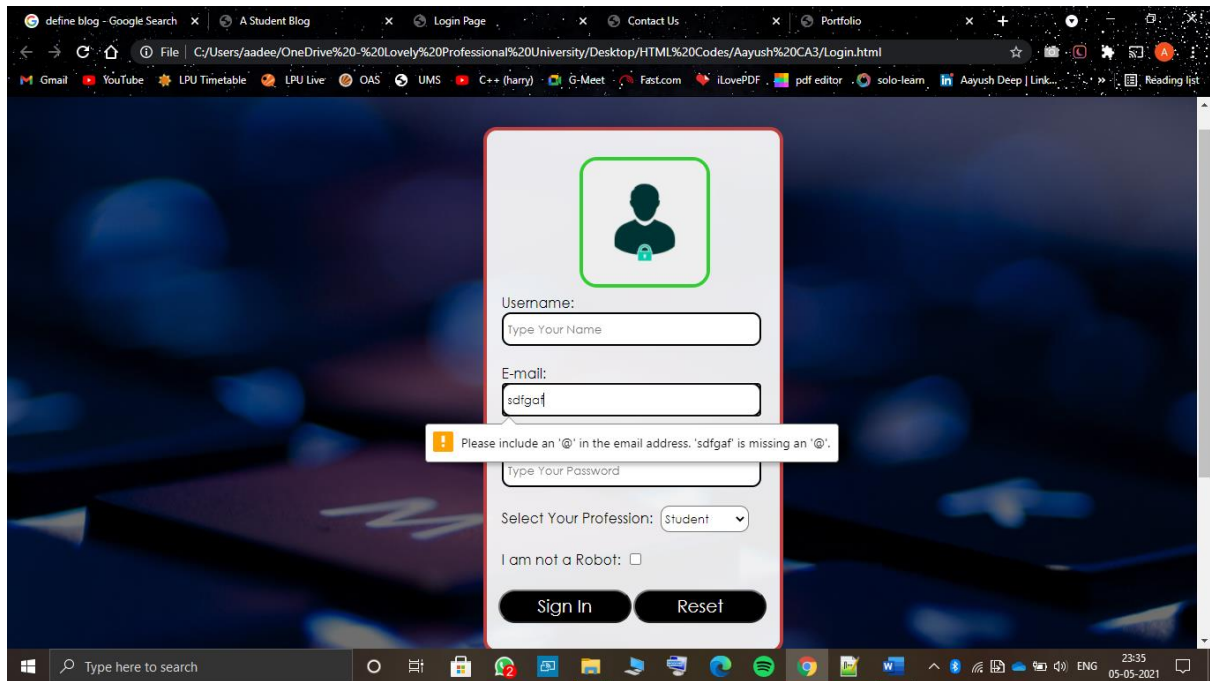 define blog - Google Search
A Student Blog
Login Page
Contact Us
Portfolio
File | C:/Users/aadee/OneDrive%20-%20Lovely%20Professional%20University/Desktop/HTML%20Codes/Aayush%20CA3/Login.html
A
Gmail YouTube LPU Timetable LPU Live OAS UMS C++ (harry) G-Meet Fast.com iLovePDF pdf editor solo-learn Aayush Deep | Link... » Reading list
Username:
Type Your Name
E-mail:
sdfgaf
Please include an '@' in the email address. 'sdfgaf' is missing an '@'.
Type Your Password
Select Your Profession: Student
I am not a Robot:
Sign In Reset
Type here to search
2
ENG
23:35
05-05-2021